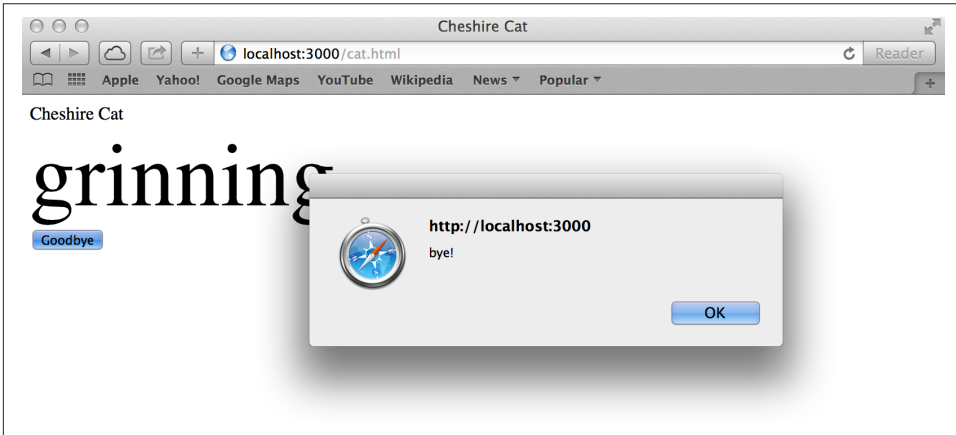 Cheshire Cat
localhost:3000/cat.html
Reader
Apple Yahoo! Google Maps YouTube Wikipedia News Popular
Cheshire Cat
grinning
Goodbye
http://localhost:3000
bye!
OK